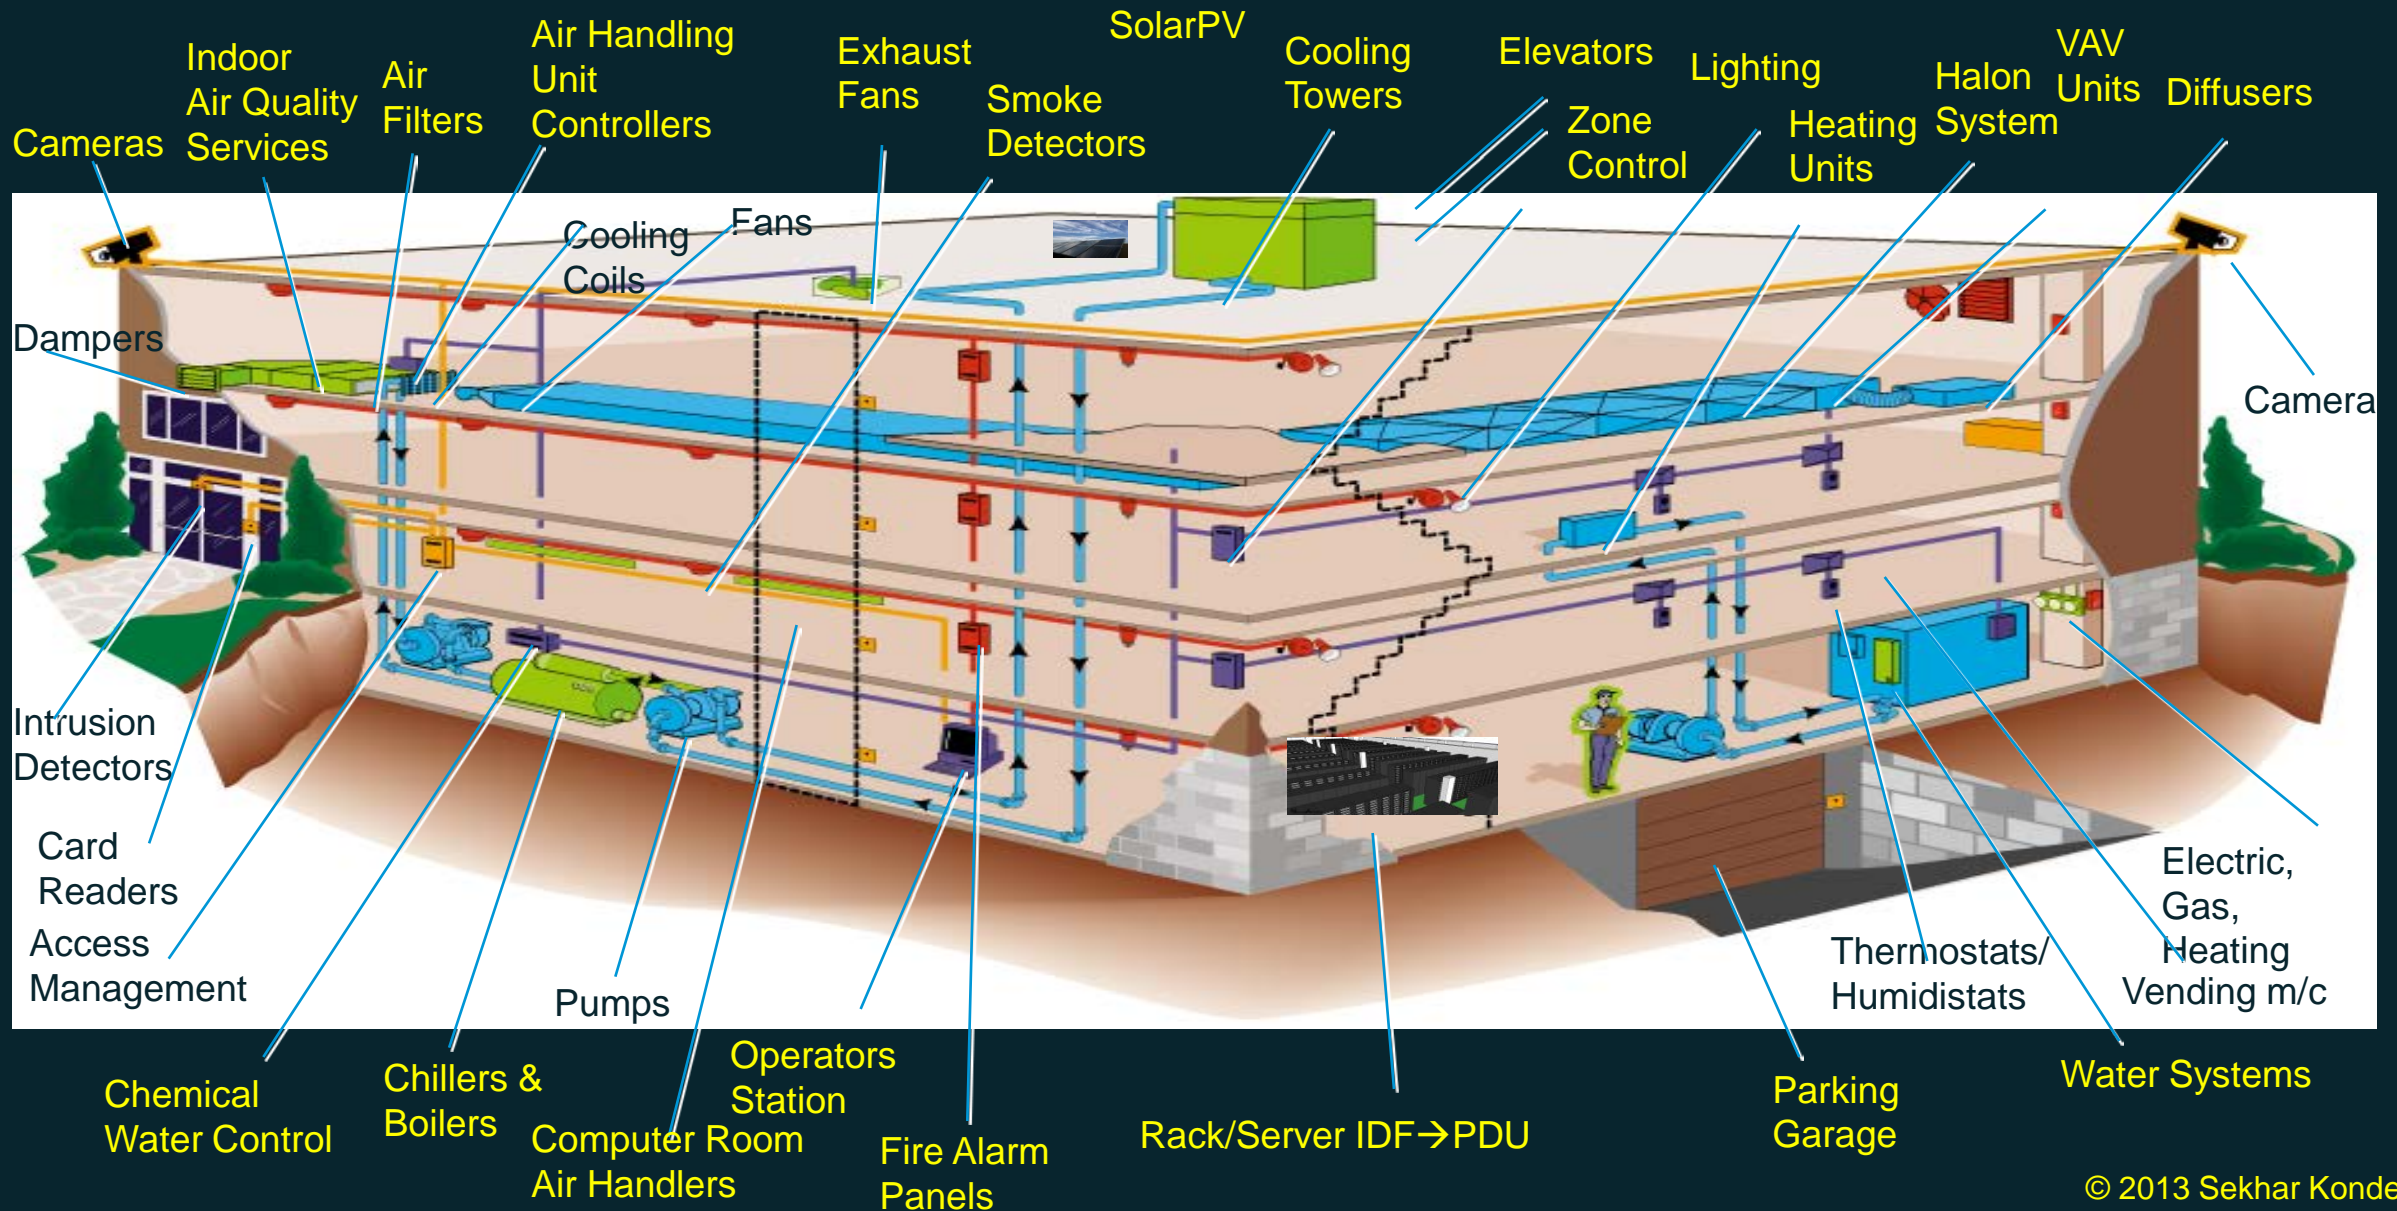 SolarPV
Air Handling
Unit
Controllers
Indoor
Air Quality
Services
Air
Filters
Exhaust
Fans
Cooling
Towers
Elevators
Lighting
VAV
Units
Halon
System
Diffusers
Cameras
Smoke
Detectors
Zone
Control
Heating
Units
Cooling
Coils
Fans
Dampers
Camera
Intrusion
Detectors
Card
Readers
Access
Management
Pumps
Electric,
Gas,
Heating
Thermostats/
Humidistats
Vending m/c
Chemical
Water Control
Chillers &
Boilers
Operators
Station
Computer Room
Air Handlers
Fire Alarm
Panels
Rack/Server IDF→PDU
Parking
Garage
Water Systems
© 2013 Sekhar Konde